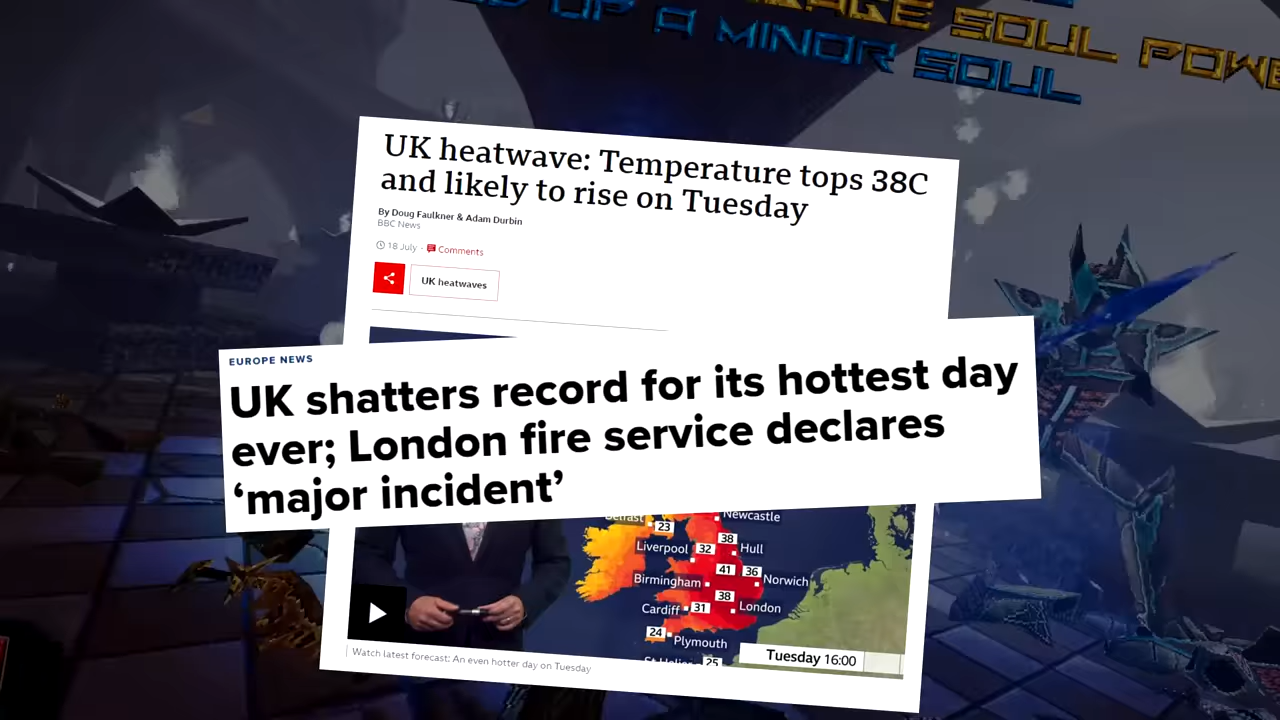 UP A MINOR SOUL
SOUL
UK heatwave: Temperature tops 38C
and likely to rise on Tuesday
By Doug Faulkner & Adam Durbin
BBC News
18 July - Comments
UK heatwaves
EUROPE NEWS
UK shatters record for its hottest day
ever; London fire service declares
‘major incident’
Belfast
23
Newcastle
38
Liverpool 32 Hull
41 36
Birmingham Norwich
38
Cardiff 31 London
24
Plymouth
St Helier 25
Tuesday 16:00
Watch latest forecast: An even hotter day on Tuesday